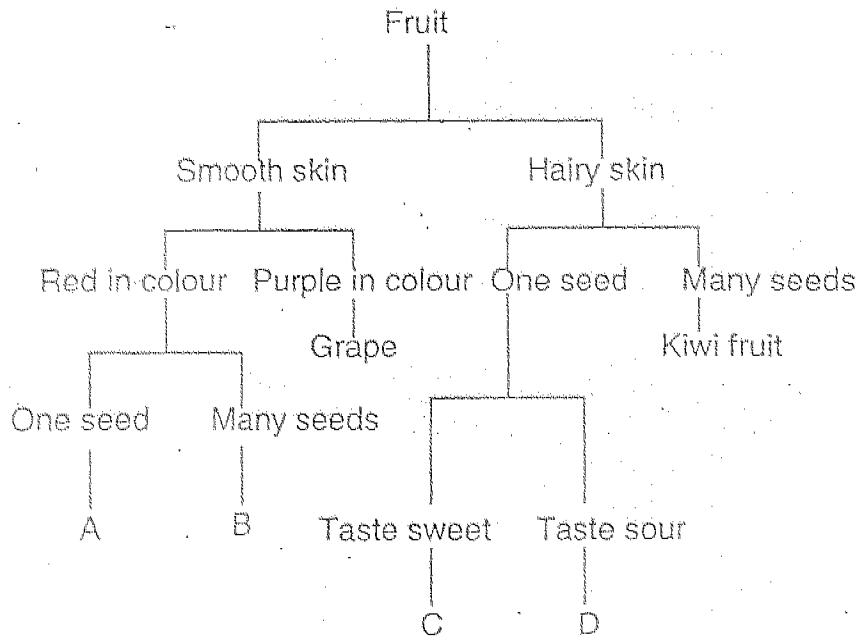 Fruit
Smooth skin
Hairy skin
Red in colour
Purple in colour
One seed
Many seeds
Grape
Kiwi fruit
One seed
Many seeds
A
B
Taste sweet
Taste sour
C
D